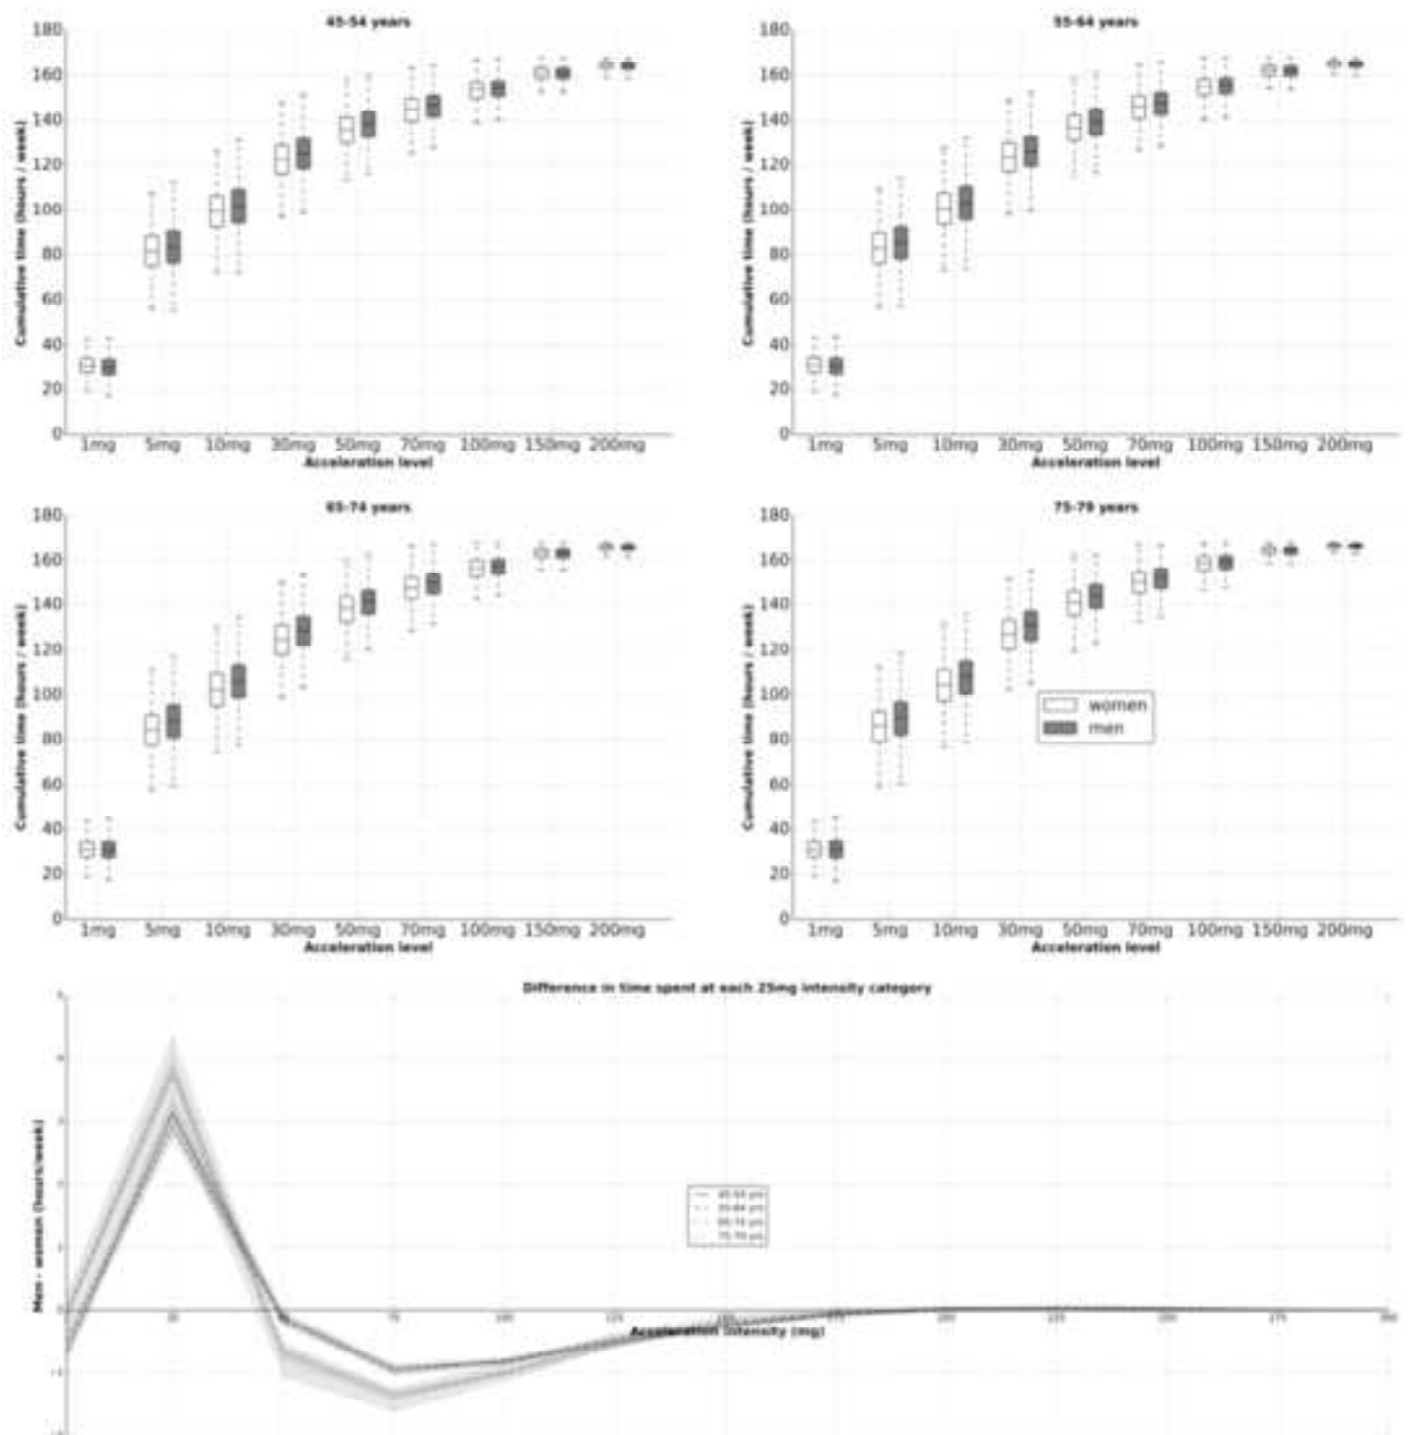 45-54 years
180
160
140
120
100
80
60
40
20
0
Cumulative time (hours / week)
1mg 5mg 10mg 30mg 50mg 70mg 100mg 150mg 200mg
Acceleration level
55-64 years
180
160
140
120
100
80
60
40
20
0
Cumulative time (hours / week)
1mg 5mg 10mg 30mg 50mg 70mg 100mg 150mg 200mg
Acceleration level
65-74 years
180
160
140
120
100
80
60
40
20
0
Cumulative time (hours / week)
1mg 5mg 10mg 30mg 50mg 70mg 100mg 150mg 200mg
Acceleration level
75-79 years
180
160
140
120
100
80
60
40
20
0
Cumulative time (hours / week)
women
men
1mg 5mg 10mg 30mg 50mg 70mg 100mg 150mg 200mg
Acceleration level
Difference in time spent at each 25mg intensity category
Men - woman (hours/week)
Acceleration intensity (mg)